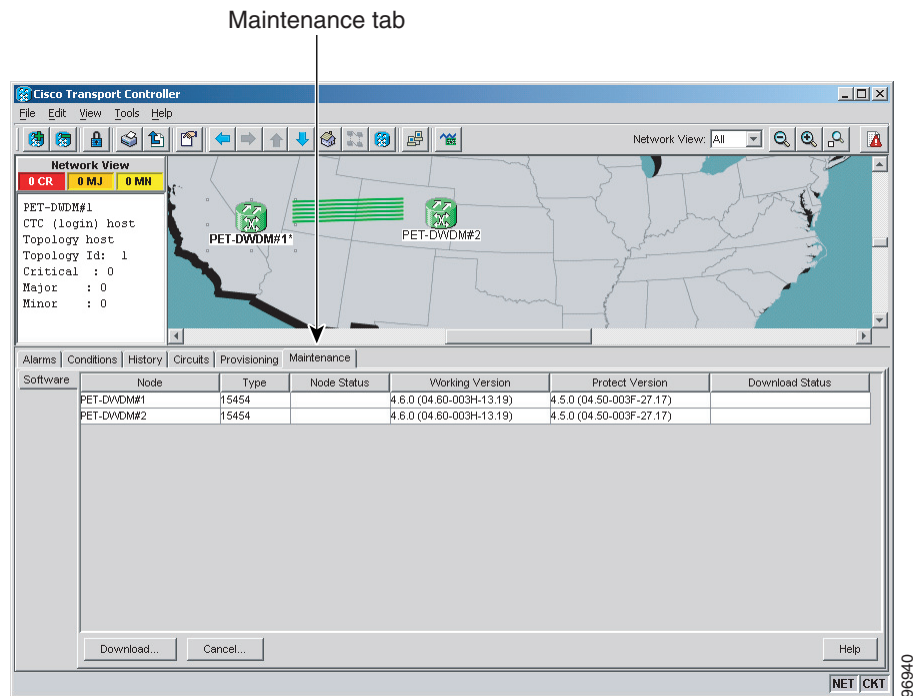 Maintenance tab
Cisco Transport Controller
File Edit View Tools Help
Network View: All
Network View
0 CR 0 MJ 0 MN
PET-DWDM#1
CTC (login) host
Topology host
Topology Id: 1
Critical : 0
Major : 0
Minor : 0
PET-DWDM#1*
PET-DWDM#2
Alarms Conditions History Circuits Provisioning Maintenance
Software
Node Type Node Status Working Version Protect Version Download Status
PET-DWDM#1 15454 4.6.0 (04.60-003H-13.19) 4.5.0 (04.50-003F-27.17)
PET-DWDM#2 15454 4.6.0 (04.60-003H-13.19) 4.5.0 (04.50-003F-27.17)
Download... Cancel... Help
NET CKT
96940